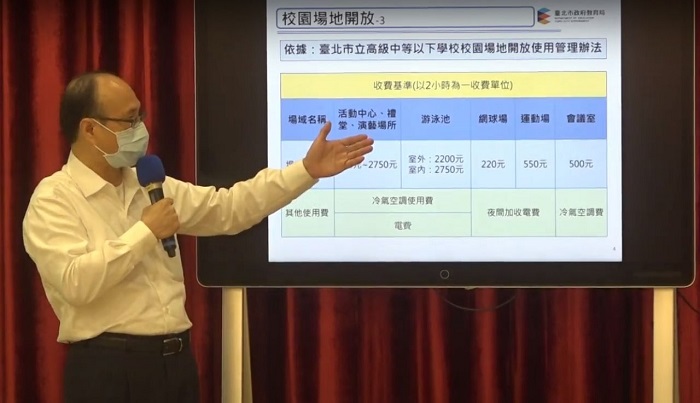 校園場地開放-3
臺北市政府教育局
依據：臺北市立高級中等以下學校校園場地開放使用管理辦法
收費基準(以2小時為一收費單位)
場域名稱 活動中心、禮堂、演藝場所 游泳池 網球場 運動場 會議室
元~2750元 室外：2200元 220元 550元 500元
室內：2750元
其他使用費 冷氣空調使用費 夜間加收電費 冷氣空調費
電費